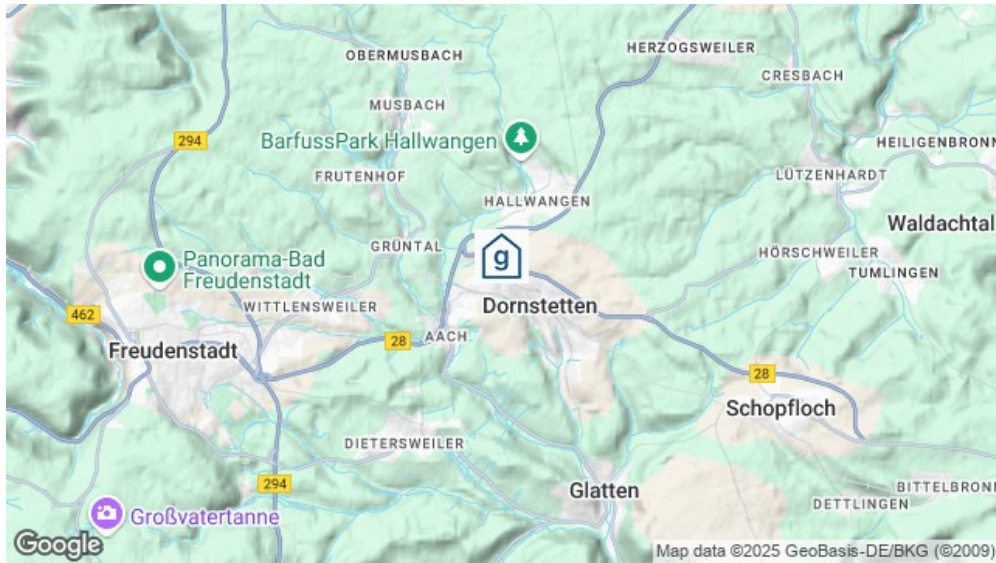 OBERMUSBACH
HERZOGSWEILER
CRESBACH
MUSBACH
294
BarfussPark Hallwangen
HEILIGENBRONN
FRUTENHOF
LÜTZENHARDT
HALLWANGEN
Waldachtal
GRÜNTAL
g
HÖRSCHWEILER
Panorama-Bad
Freudenstadt
TUMLINGEN
WITTLENSWEILER
Dornstetten
462
AACH
28
Freudenstadt
28
Schopfloch
DIETERSWEILER
294
Glatten
BITTELBRONN
DETTLINGEN
Großvatertanne
Google
Map data ©2025 GeoBasis-DE/BKG (©2009)